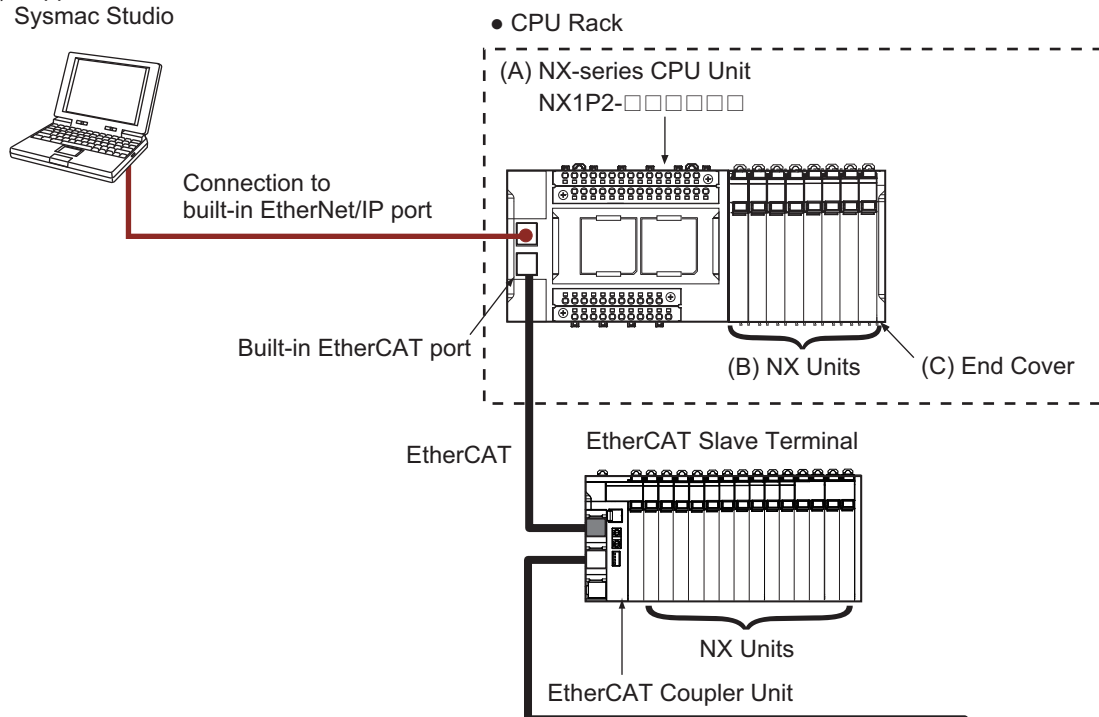 Sysmac Studio
● CPU Rack
(A) NX-series CPU Unit
NX1P2-□□□□□□
Connection to
built-in EtherNet/IP port
Built-in EtherCAT port
(B) NX Units
(C) End Cover
EtherCAT
EtherCAT Slave Terminal
NX Units
EtherCAT Coupler Unit